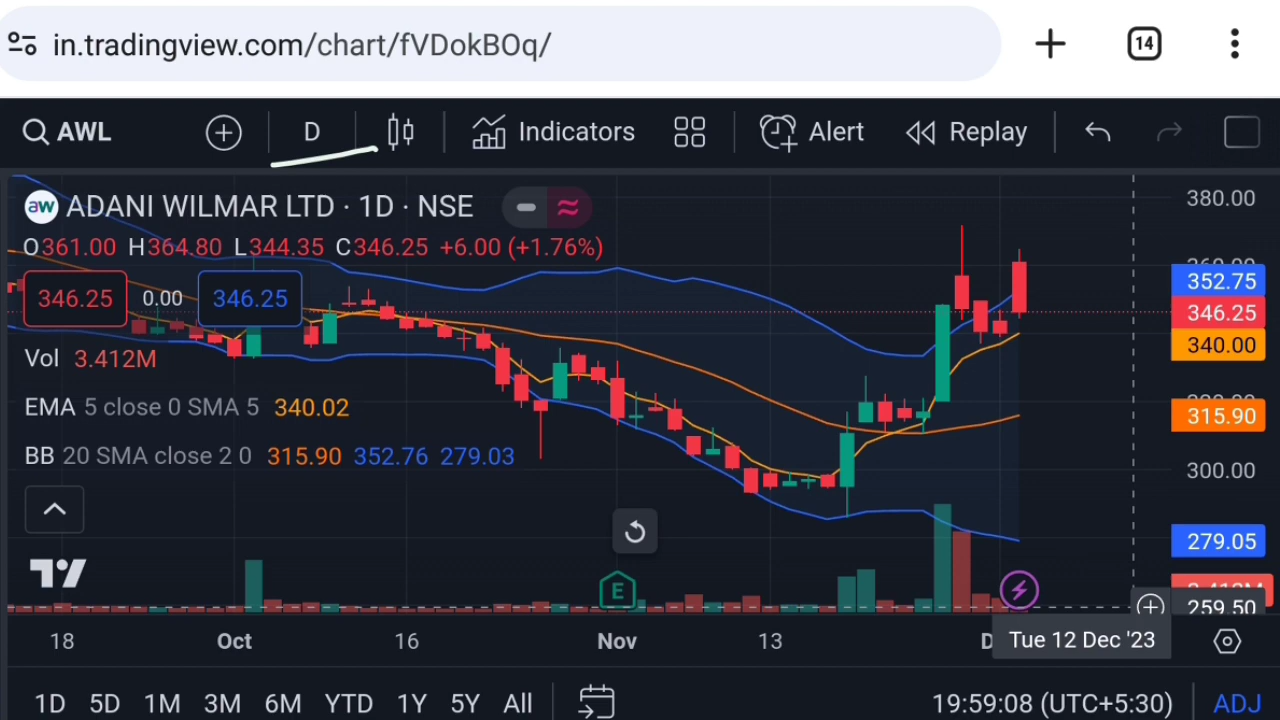 in.tradingview.com/chart/fVDokBOq/ 14
AWL D Indicators Alert Replay
aw ADANI WILMAR LTD · 1D · NSE
O361.00 H364.80 L344.35 C346.25 +6.00 (+1.76%)
346.25 0.00 346.25
Vol 3.412M
EMA 5 close 0 SMA 5 340.02
BB 20 SMA close 2 0 315.90 352.76 279.03
380.00
360.00
352.75
346.25
340.00
315.90
300.00
279.05
3.412M
259.50
E
18 Oct 16 Nov 13 Tue 12 Dec '23
1D 5D 1M 3M 6M YTD 1Y 5Y All 19:59:08 (UTC+5:30) ADJ